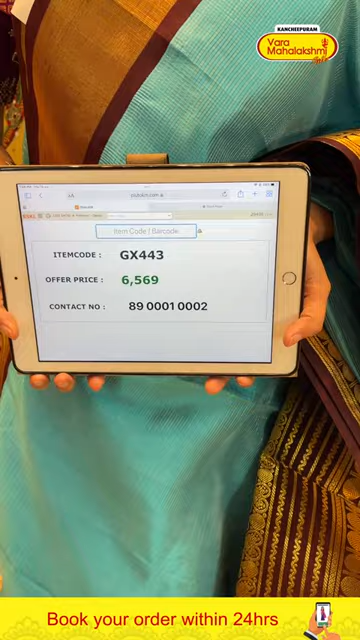 KANCHEEPURAM
Vara
Mahalakshmi
Item Code | Barcode
ITEMCODE : GX443
OFFER PRICE : 6,569
CONTACT NO : 89 0001 0002
Book your order within 24hrs